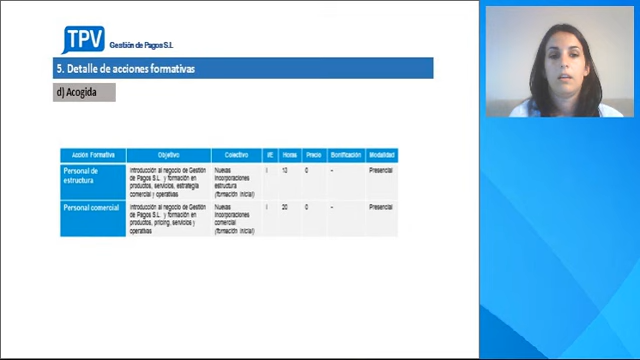 TPV
Gestión de Pagos S.L
5. Detalle de acciones formativas
d) Acogida
Acción Formativa Objetivo Colectivo I/E Horas Precio Bonificación Modalidad
Personal de
estructura
Introducción al negocio de Gestión
de Pagos S.L y formación en
productos, servicios, estrategia
comercial y operativas
Nuevas
incorporaciones
estructura
(formación inicial)
I
0
-
Presencial
Personal comercial
Introducción al negocio de Gestión
de Pagos S.L y formación en
productos, pricing, servicios y
operativas
Nuevas
incorporaciones
comercial
(formación inicial)
I
20
0
-
Presencial